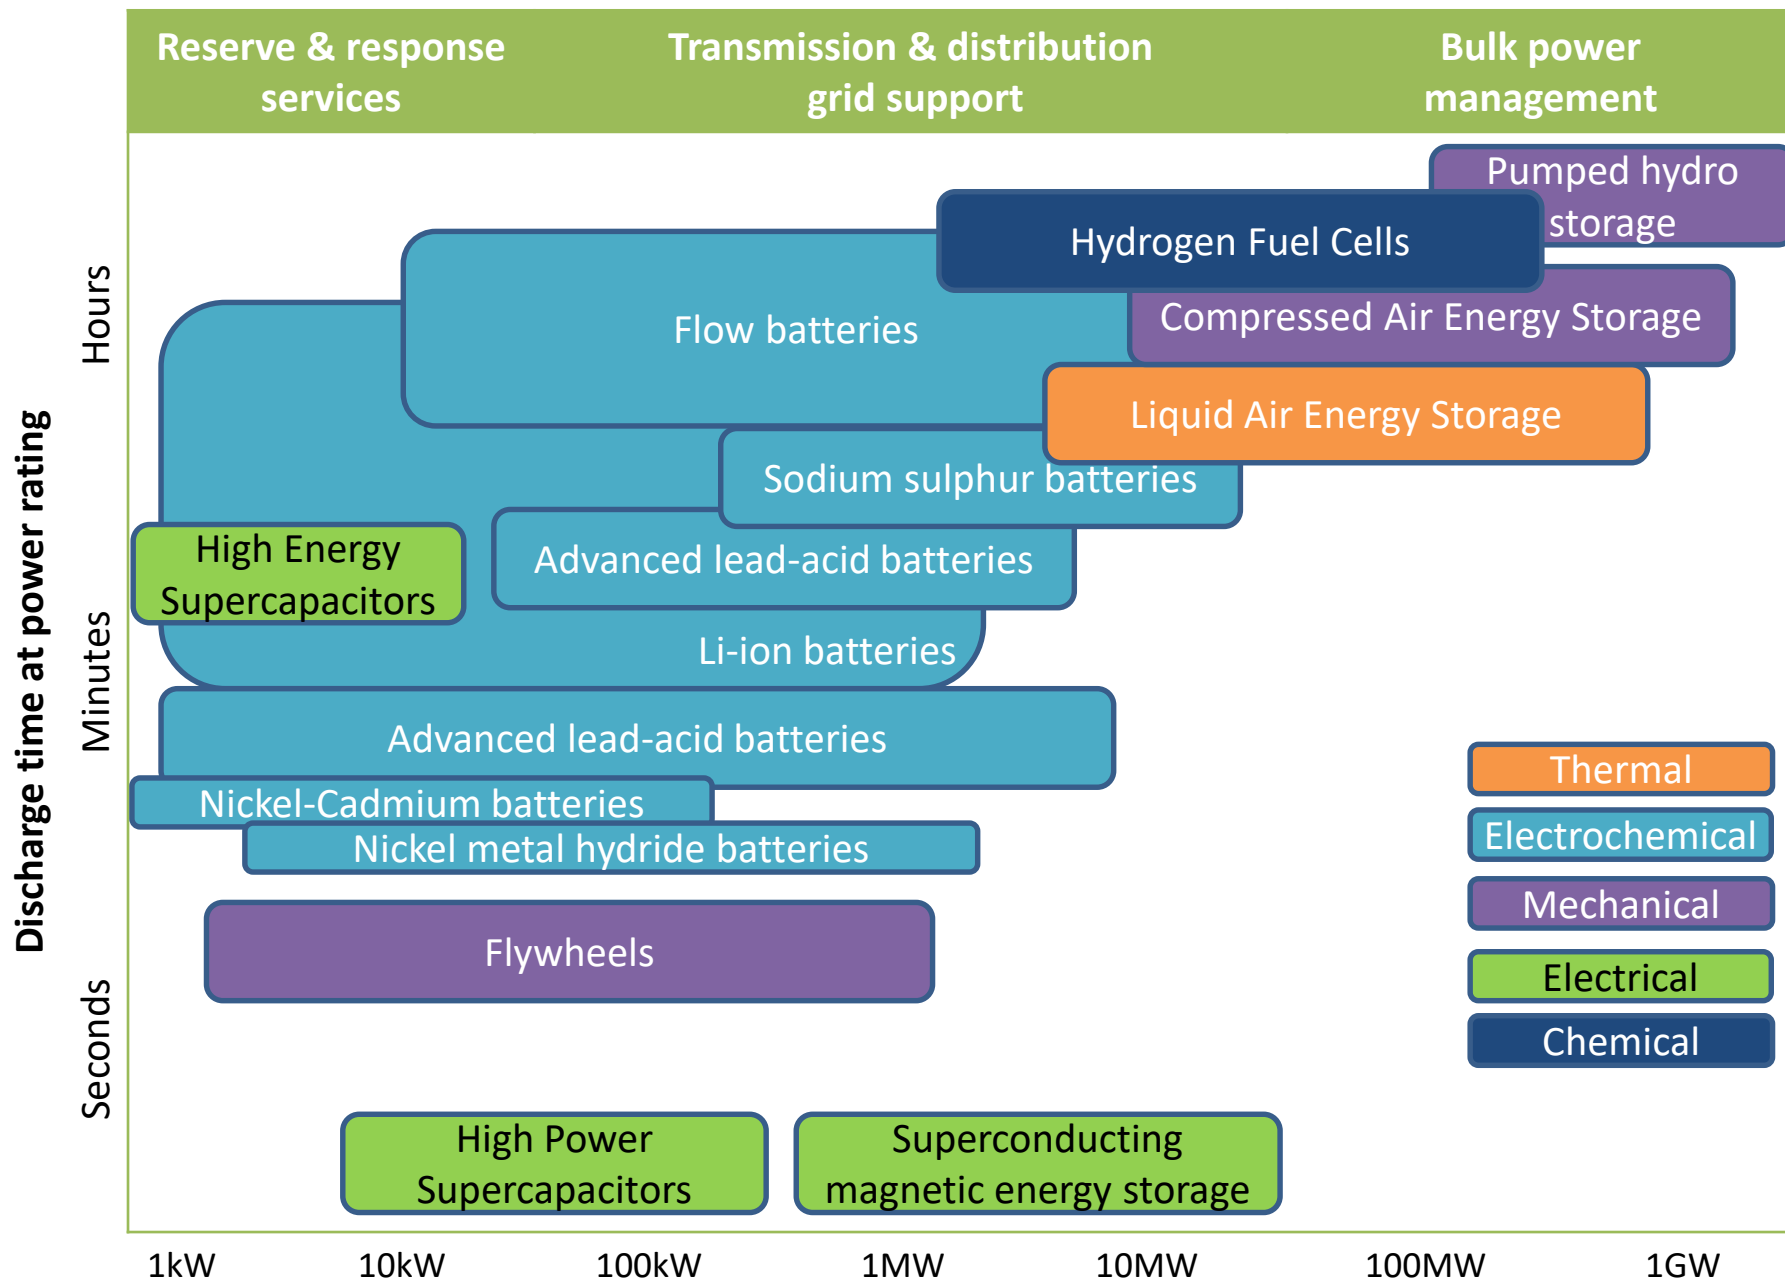 Reserve & response
services
Transmission & distribution
grid support
Bulk power
management
Pumped hydro
storage
Hydrogen Fuel Cells
Compressed Air Energy Storage
Flow batteries
Liquid Air Energy Storage
Sodium sulphur batteries
High Energy
Supercapacitors
Advanced lead-acid batteries
Li-ion batteries
Advanced lead-acid batteries
Nickel-Cadmium batteries
Nickel metal hydride batteries
Flywheels
High Power
Supercapacitors
Superconducting
magnetic energy storage
Thermal
Electrochemical
Mechanical
Electrical
Chemical
Discharge time at power rating
Hours
Minutes
Seconds
1kW
10kW
100kW
1MW
10MW
100MW
1GW